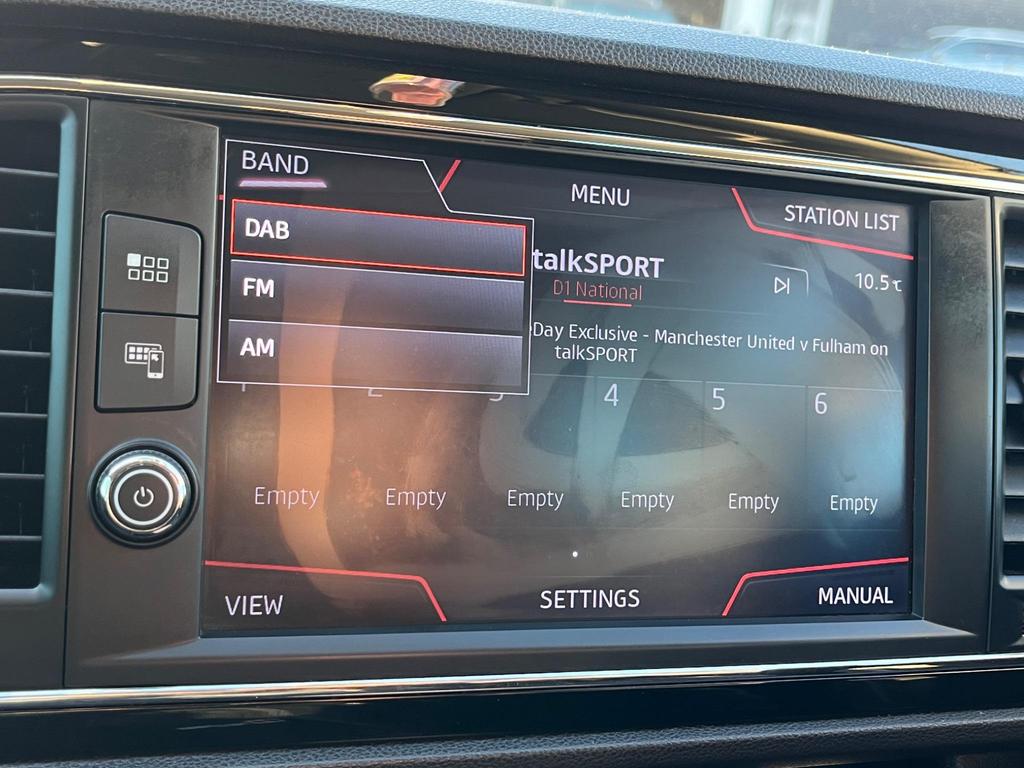 BAND
MENU
STATION LIST
DAB
FM
AM
talkSPORT
D1 National
10.5℃
Day Exclusive - Manchester United v Fulham on
talkSPORT
4
5
6
Empty
Empty
Empty
Empty
Empty
Empty
VIEW
SETTINGS
MANUAL